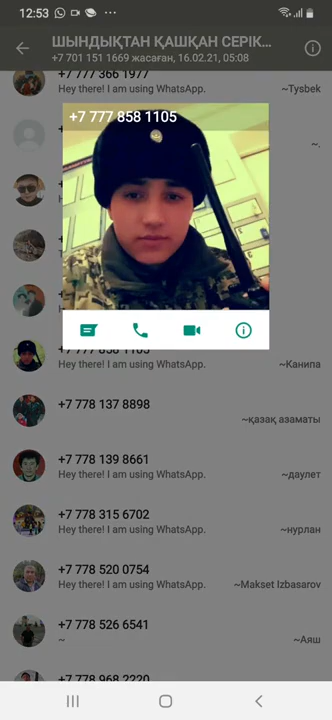 12:53
ШЫНДЫҚТАН ҚАШҚАН СЕРІК...
+7 701 151 1669 жасаған, 16.02.21, 05:08
+7 777 366 1977
Hey there! I am using WhatsApp. ~Tysbek
+7 777 858 1105
~.
+7 777 858 1105
Hey there! I am using WhatsApp. ~Канипа
+7 778 137 8898
~қазақ азаматы
+7 778 139 8661
Hey there! I am using WhatsApp. ~даулет
+7 778 315 6702
Hey there! I am using WhatsApp. ~нурлан
+7 778 520 0754
Hey there! I am using WhatsApp. ~Makset Izbasarov
+7 778 526 6541
~ ~Аяш
+7 778 968 2220